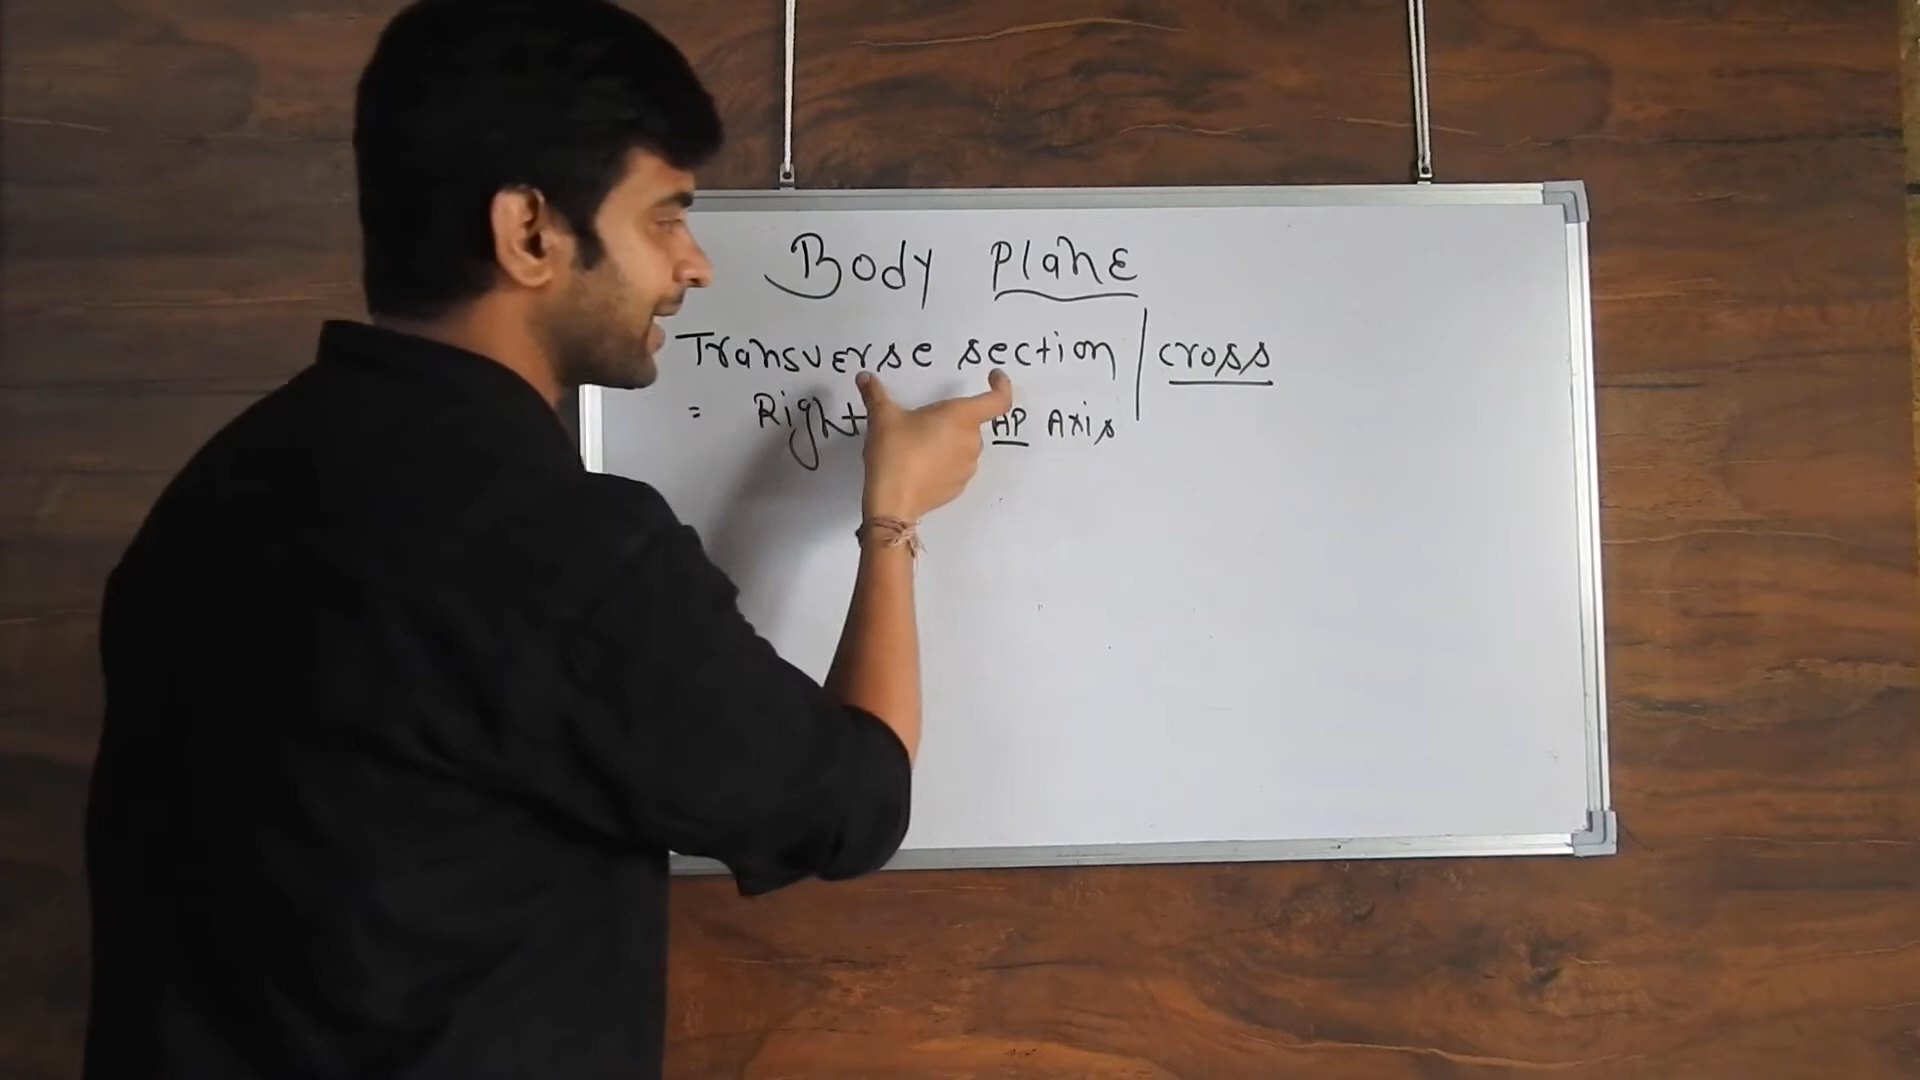 Body Plane
Transverse section / cross
= Right AP Axis